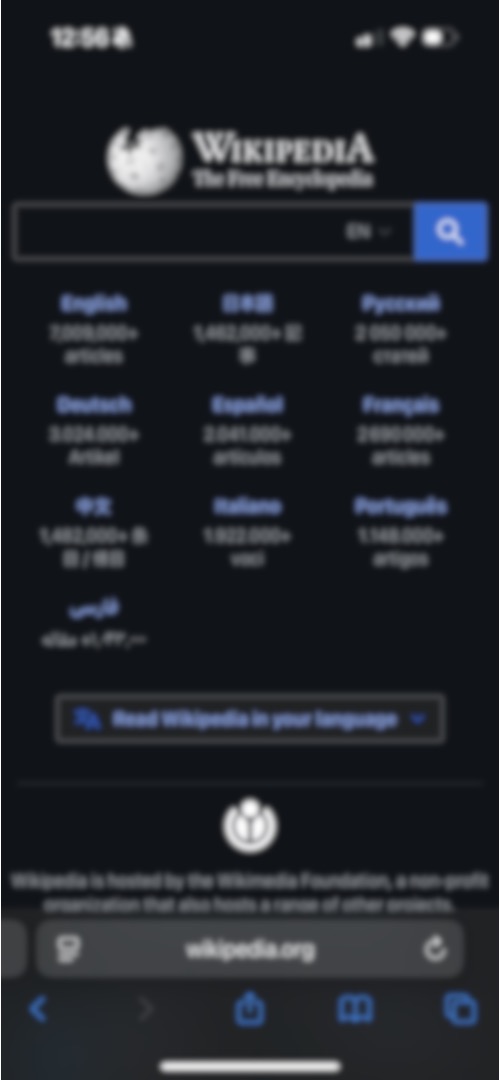 12:56
WIKIPEDIA
The Free Encyclopedia
EN
English
日本語
Русский
7,009,000+
1,482,000+ 記
2 050 000+
articles
事
статей
Deutsch
Español
Français
3.024.000+
2.041.000+
2 690 000+
Artikel
artículos
articles
中文
Italiano
Português
1,482,000+ 条
1.922.000+
1.148.000+
目 / 條目
voci
artigos
فارسی
مقاله
Read Wikipedia in your language
Wikipedia is hosted by the Wikimedia Foundation, a non-profit
organization that also hosts a range of other projects.
wikipedia.org